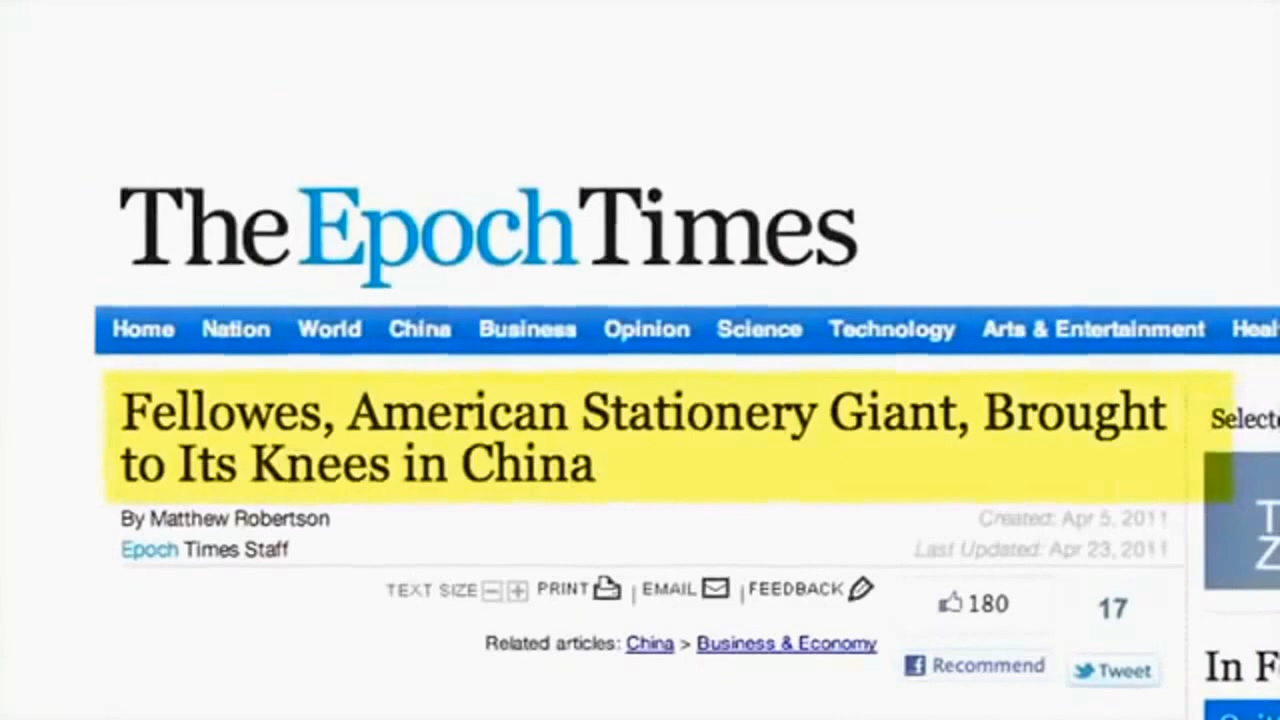 The Epoch Times
Home Nation World China Business Opinion Science Technology Arts & Entertainment
Fellowes, American Stationery Giant, Brought
to Its Knees in China
By Matthew Robertson
Created: Apr 5, 2011
Epoch Times Staff
Last Updated: Apr 23, 2011
TEXT SIZE PRINT | EMAIL | FEEDBACK
180
17
Related articles: China > Business & Economy
Recommend
Tweet
In